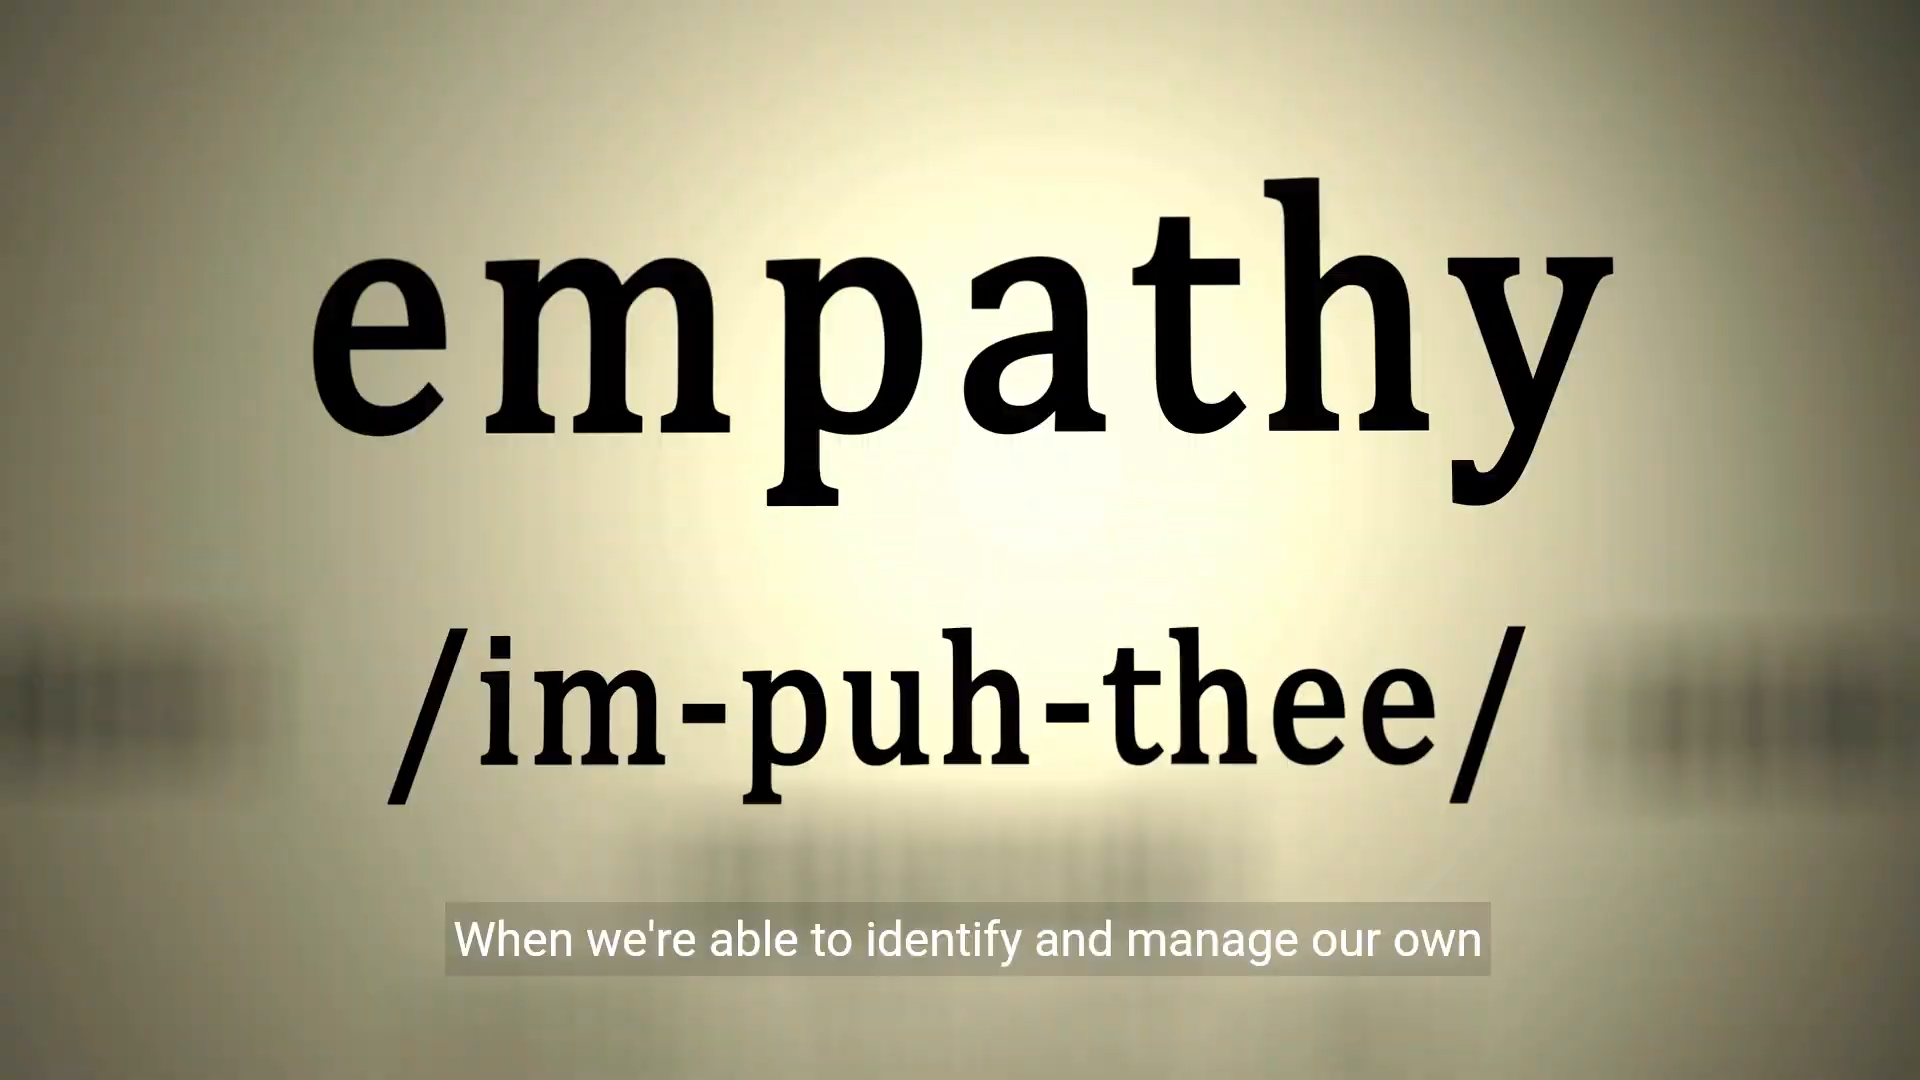 empathy
/im-puh-thee/
When we're able to identify and manage our own